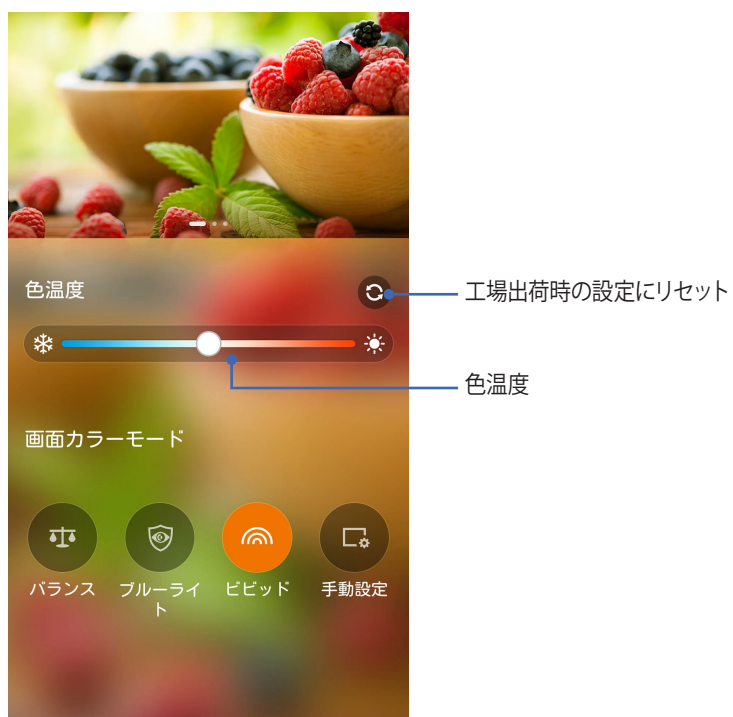 色温度
工場出荷時の設定にリセット
色温度
画面カラーモード
バランス
ブルーライ
ト
ビビッド
手動設定